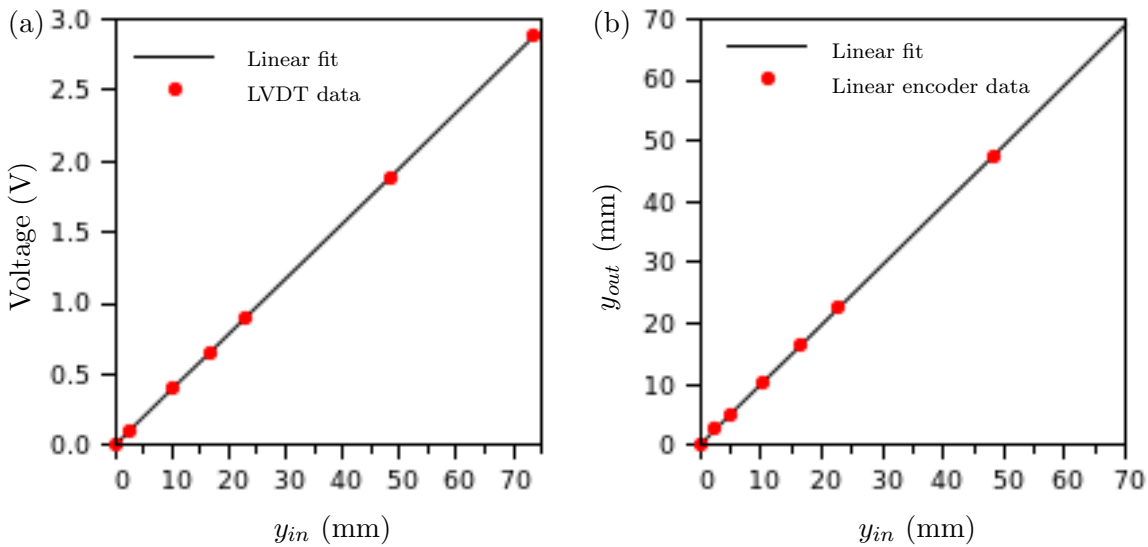 (a)
3.0
2.5
2.0
1.5
1.0
0.5
0.0
Voltage (V)
Linear fit
LVDT data
0 10 20 30 40 50 60 70
y_in (mm)
(b)
70
60
50
40
30
20
10
0
y_out (mm)
Linear fit
Linear encoder data
0 10 20 30 40 50 60 70
y_in (mm)